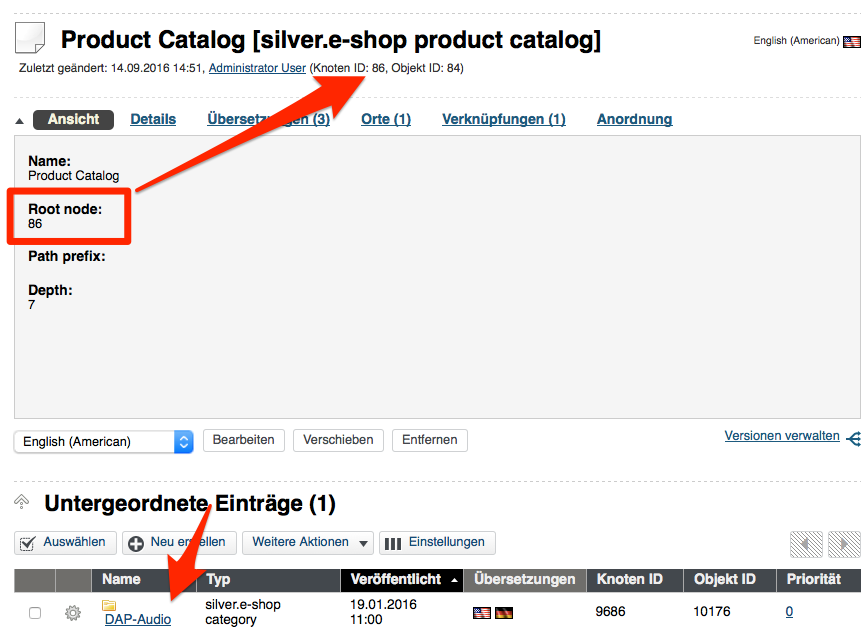 Product Catalog [silver.e-shop product catalog]
English (American)
Zuletzt geändert: 14.09.2016 14:51, Administrator User (Knoten ID: 86, Objekt ID: 84)
Ansicht Details Übersetzungen (3) Orte (1) Verknüpfungen (1) Anordnung
Name:
Product Catalog
Root node:
86
Path prefix:
Depth:
7
English (American) Bearbeiten Verschieben Entfernen Versionen verwalten
Untergeordnete Einträge (1)
Auswählen Neu erstellen Weitere Aktionen Einstellungen
Name Typ Veröffentlicht Übersetzungen Knoten ID Objekt ID Priorität
DAP-Audio silver.e-shop category 19.01.2016 11:00 9686 10176 0